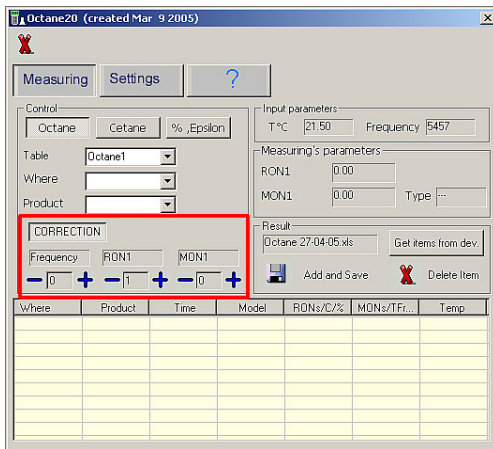 Octane20 (created Mar 9 2005)
Measuring
Settings
?
Control
Octane
Cetane
% ,Epsilon
Table
Octane1
Where
Product
Input parameters
T°C
21.50
Frequency
5457
Measuring's parameters
RON1
0.00
MON1
0.00
Type
---
CORRECTION
Frequency
RON1
MON1
– 0 +
– 1 +
– 0 +
Result
Octane 27-04-05.xls
Get items from dev.
Add and Save
Delete Item
Where
Product
Time
Model
RONs/C/%
MONs/TFr...
Temp